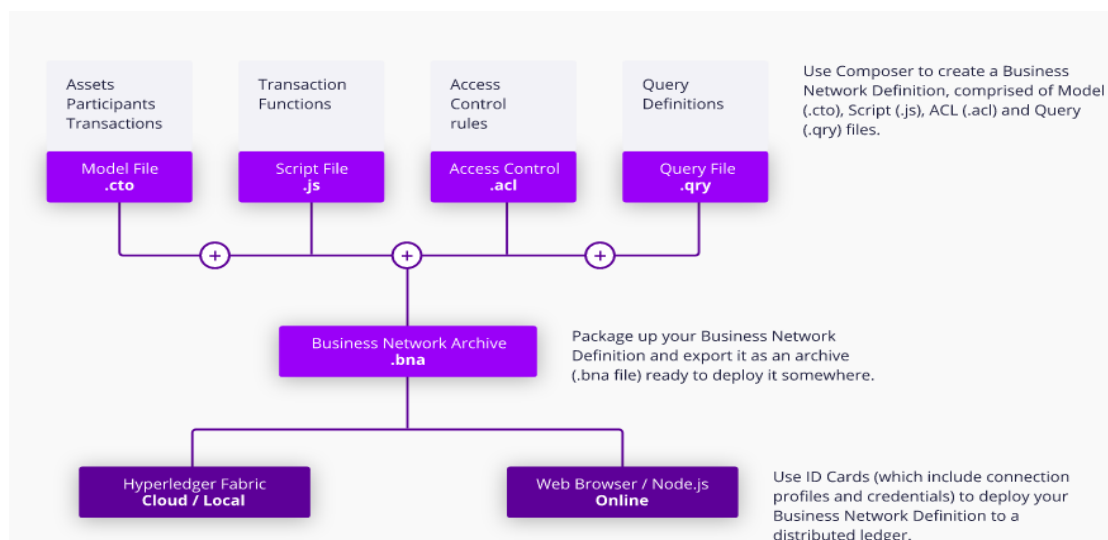 Assets
Participants
Transactions
Transaction
Functions
Access
Control
rules
Query
Definitions
Use Composer to create a Business
Network Definition, comprised of Model
(.cto), Script (.js), ACL (.acl) and Query
(.qry) files.
Model File
.cto
Script File
.js
Access Control
.acl
Query File
.qry
+
+
+
Business Network Archive
.bna
Package up your Business Network
Definition and export it as an archive
(.bna file) ready to deploy it somewhere.
Hyperledger Fabric
Cloud / Local
Web Browser / Node.js
Online
Use ID Cards (which include connection
profiles and credentials) to deploy your
Business Network Definition to a
distributed ledger.